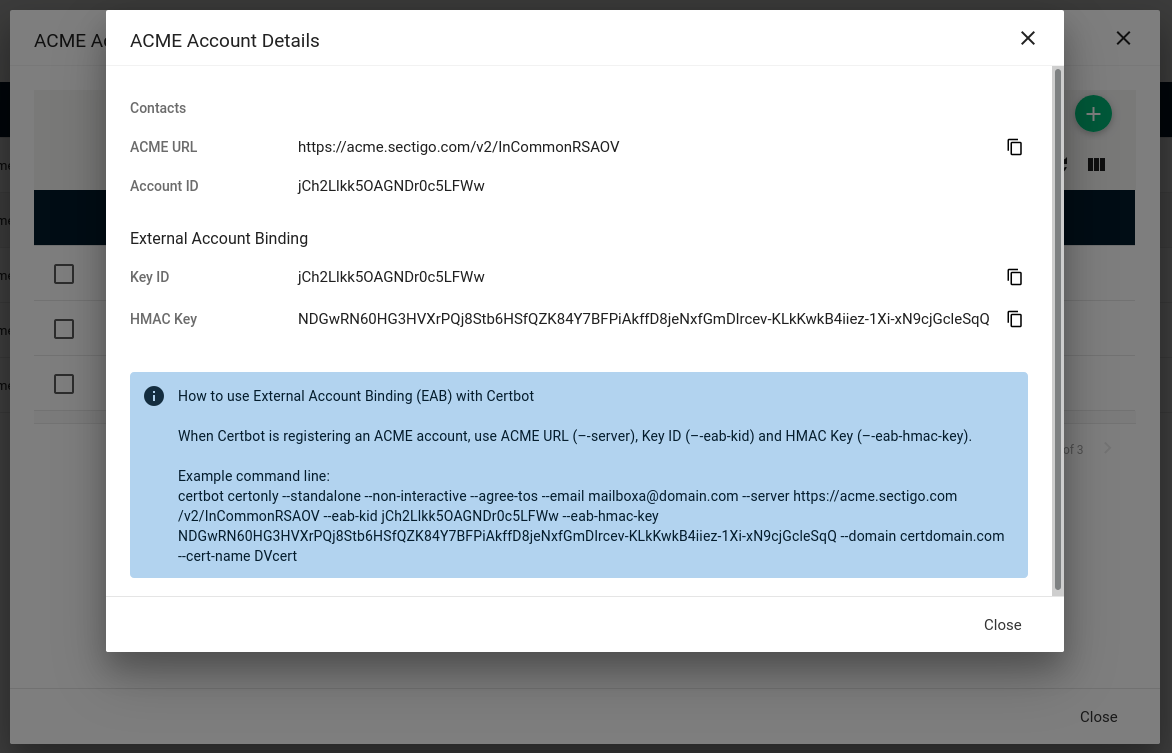 ACME Ac
ACME Account Details
Contacts
ACME URL
https://acme.sectigo.com/v2/InCommonRSAOV
Account ID
jCh2LIkk5OAGNDr0c5LFWw
External Account Binding
Key ID
jCh2LIkk5OAGNDr0c5LFWw
HMAC Key
NDGwRN60HG3HVXrPQj8Stb6HSfQZK84Y7BFPiAkffD8jeNxfGmDlrcev-KLkKwkB4iiez-1Xi-xN9cjGcleSqQ
How to use External Account Binding (EAB) with Certbot
When Certbot is registering an ACME account, use ACME URL (–-server), Key ID (–-eab-kid) and HMAC Key (–-eab-hmac-key).
Example command line:
certbot certonly --standalone --non-interactive --agree-tos --email mailboxa@domain.com --server https://acme.sectigo.com
/v2/InCommonRSAOV --eab-kid jCh2LIkk5OAGNDr0c5LFWw --eab-hmac-key
NDGwRN60HG3HVXrPQj8Stb6HSfQZK84Y7BFPiAkffD8jeNxfGmDlrcev-KLkKwkB4iiez-1Xi-xN9cjGcleSqQ --domain certdomain.com
--cert-name DVcert
of 3
Close
Close